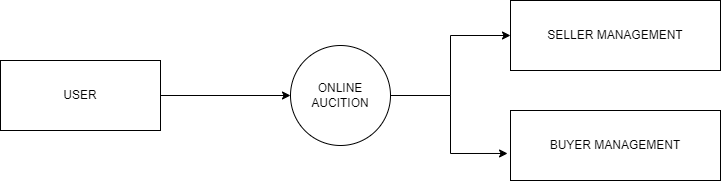 USER
ONLINE
AUCITION
SELLER MANAGEMENT
BUYER MANAGEMENT